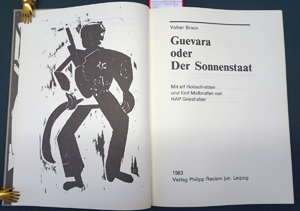 Volker Braun
Guevara
oder
Der Sonnenstaat
Mit elf Holzschnitten
und fünf Malbriefen von
HAP Grieshaber
1983
Verlag Philipp Reclam jun. Leipzig